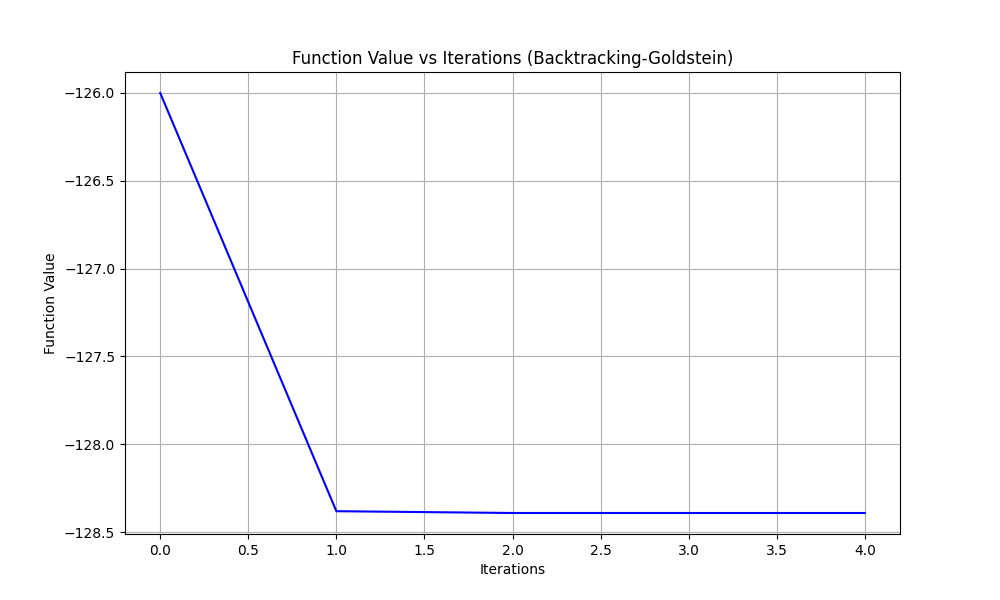 Function Value vs Iterations (Backtracking-Goldstein)
−126.0
−126.5
−127.0
−127.5
−128.0
−128.5
Function Value
0.0 0.5 1.0 1.5 2.0 2.5 3.0 3.5 4.0
Iterations